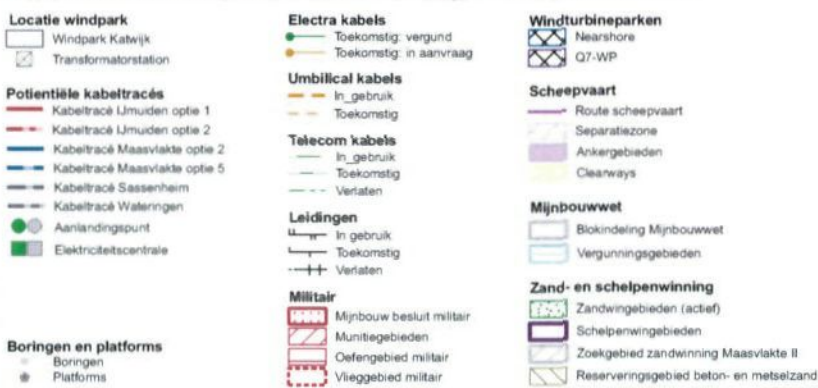 Locatie windpark
Windpark Katwijk
Transformatorstation
Potientiële kabeltracés
Kabeltracé IJmuiden optie 1
Kabeltracé IJmuiden optie 2
Kabeltracé Maasvlakte optie 2
Kabeltracé Maasvlakte optie 5
Kabeltracé Sassenheim
Kabeltracé Wateringen
Aanlandingspunt
Elektriciteitscentrale
Boringen en platforms
Boringen
Platforms
Electra kabels
Toekomstig: vergund
Toekomstig: in aanvraag
Umbilical kabels
In_gebruik
Toekomstig
Telecom kabels
In_gebruik
Toekomstig
Verlaten
Leidingen
In gebruik
Toekomstig
Verlaten
Militair
Mijnbouw besluit militair
Munitiegebieden
Oefengebied militair
Vlieggebied militair
Windturbineparken
Nearshore
Q7-WP
Scheepvaart
Route scheepvaart
Separatiezone
Ankergebieden
Clearways
Mijnbouwwet
Blokindeling Mijnbouwwet
Vergunningsgebieden
Zand- en schelpenwinning
Zandwingebieden (actief)
Schelpenwingebieden
Zoekgebied zandwinning Maasvlakte II
Reserveringsgebied beton- en metselzand